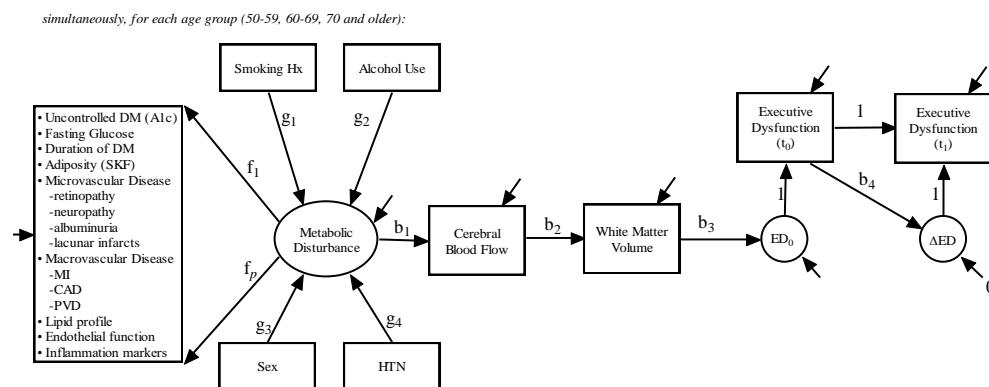 simultaneously, for each age group (50-59, 60-69, 70 and older):
Smoking Hx
Alcohol Use
g1
g2
• Uncontrolled DM (A1c)
• Fasting Glucose
• Duration of DM
• Adiposity (SKF)
• Microvascular Disease
-retinopathy
-neuropathy
-albuminuria
-lacunar infarcts
• Macrovascular Disease
-MI
-CAD
-PVD
• Lipid profile
• Endothelial function
• Inflammation markers
f1
fp
Metabolic
Disturbance
g3
g4
Sex
HTN
b1
Cerebral
Blood Flow
b2
White Matter
Volume
b3
ED0
1
Executive
Dysfunction
(t0)
1
Executive
Dysfunction
(t1)
b4
1
ΔED
0